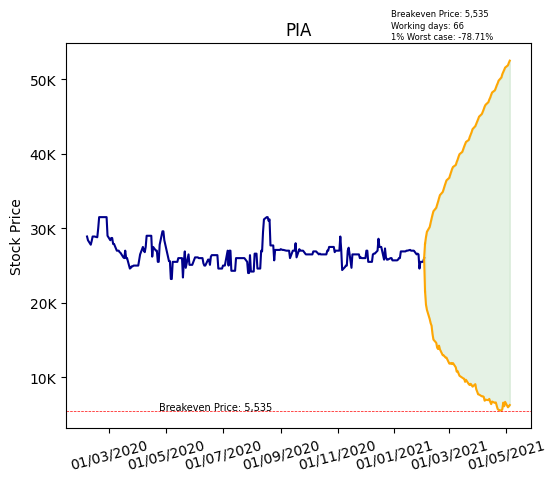 Breakeven Price: 5,535
Working days: 66
1% Worst case: -78.71%
PIA
Stock Price
50K
40K
30K
20K
10K
Breakeven Price: 5,535
01/03/2020
01/05/2020
01/07/2020
01/09/2020
01/11/2020
01/01/2021
01/03/2021
01/05/2021